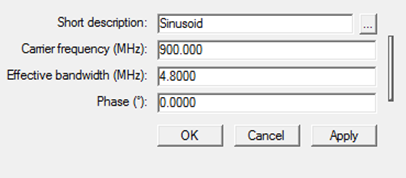 Short description: Sinusoid ...
Carrier frequency (MHz): 900.000
Effective bandwidth (MHz): 4.8000
Phase (°): 0.0000
OK Cancel Apply